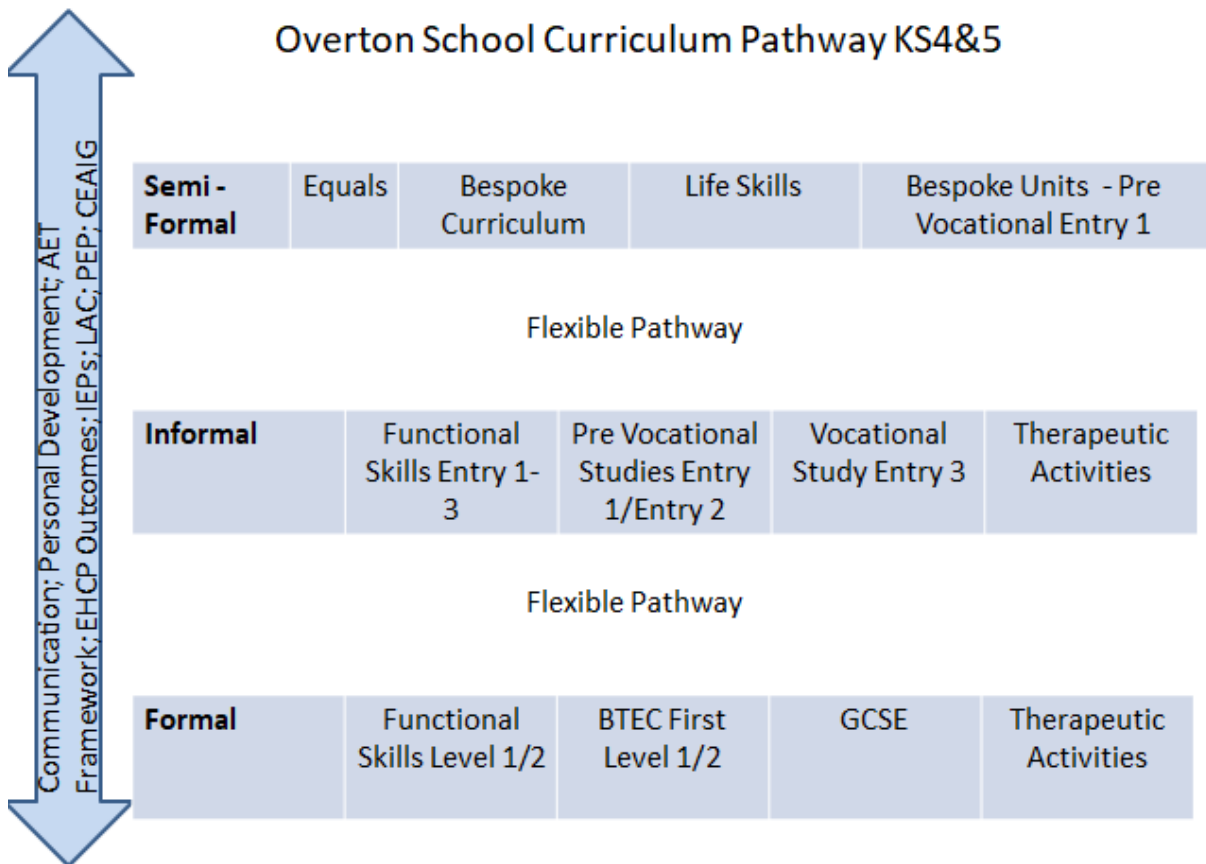 Overton School Curriculum Pathway KS4&5
Communication; Personal Development; AET
Framework; EHCP Outcomes; IEPs; LAC; PEP; CEAIG
Semi -
Formal
Equals
Bespoke
Curriculum
Life Skills
Bespoke Units - Pre
Vocational Entry 1
Flexible Pathway
Informal
Functional
Skills Entry 1-
3
Pre Vocational
Studies Entry
1/Entry 2
Vocational
Study Entry 3
Therapeutic
Activities
Flexible Pathway
Formal
Functional
Skills Level 1/2
BTEC First
Level 1/2
GCSE
Therapeutic
Activities